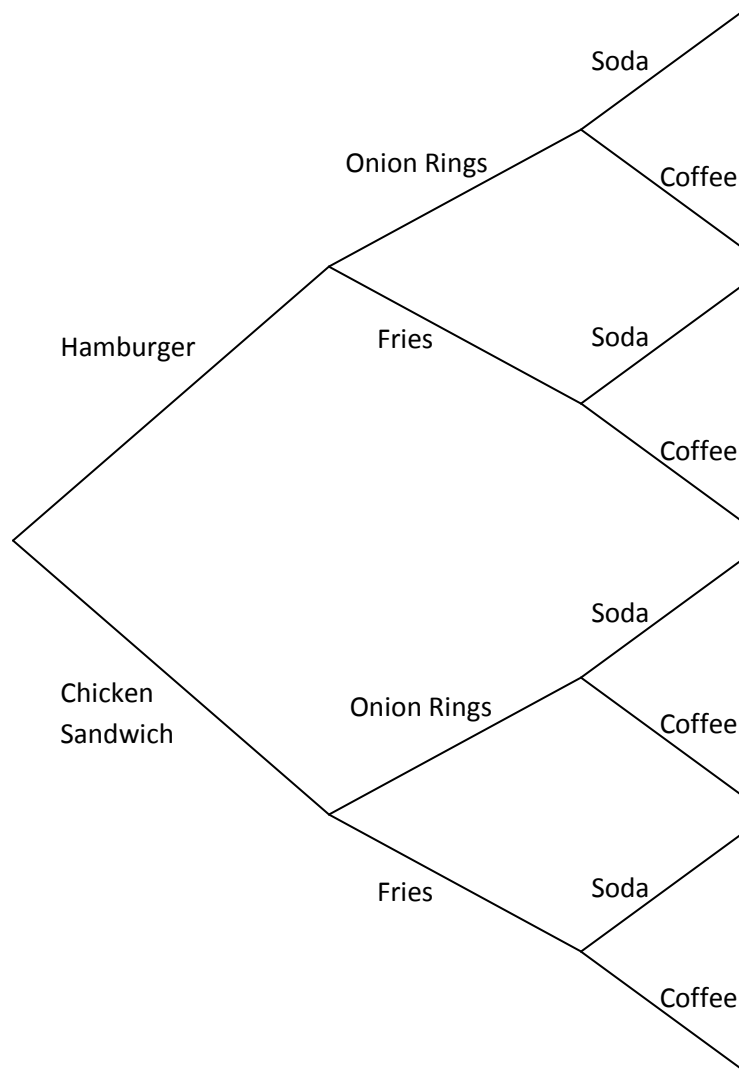 Soda
Onion Rings
Coffee
Hamburger
Fries
Soda
Coffee
Soda
Chicken
Sandwich
Onion Rings
Coffee
Fries
Soda
Coffee